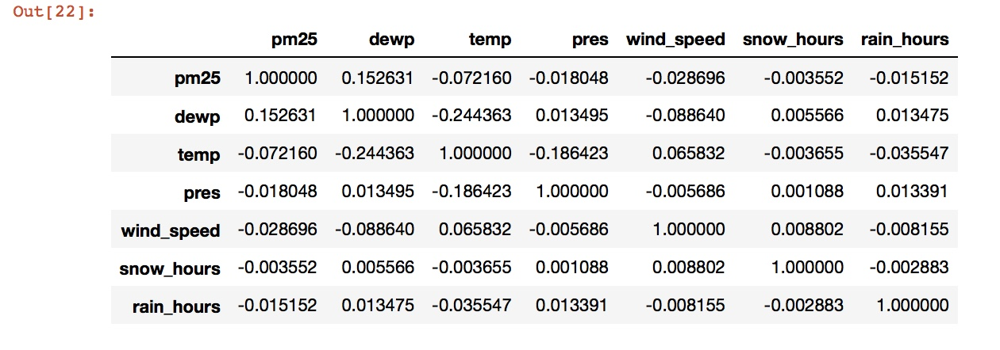 Out[22]:
pm25 dewp temp pres wind_speed snow_hours rain_hours
pm25 1.000000 0.152631 -0.072160 -0.018048 -0.028696 -0.003552 -0.015152
dewp 0.152631 1.000000 -0.244363 0.013495 -0.088640 0.005566 0.013475
temp -0.072160 -0.244363 1.000000 -0.186423 0.065832 -0.003655 -0.035547
pres -0.018048 0.013495 -0.186423 1.000000 -0.005686 0.001088 0.013391
wind_speed -0.028696 -0.088640 0.065832 -0.005686 1.000000 0.008802 -0.008155
snow_hours -0.003552 0.005566 -0.003655 0.001088 0.008802 1.000000 -0.002883
rain_hours -0.015152 0.013475 -0.035547 0.013391 -0.008155 -0.002883 1.000000